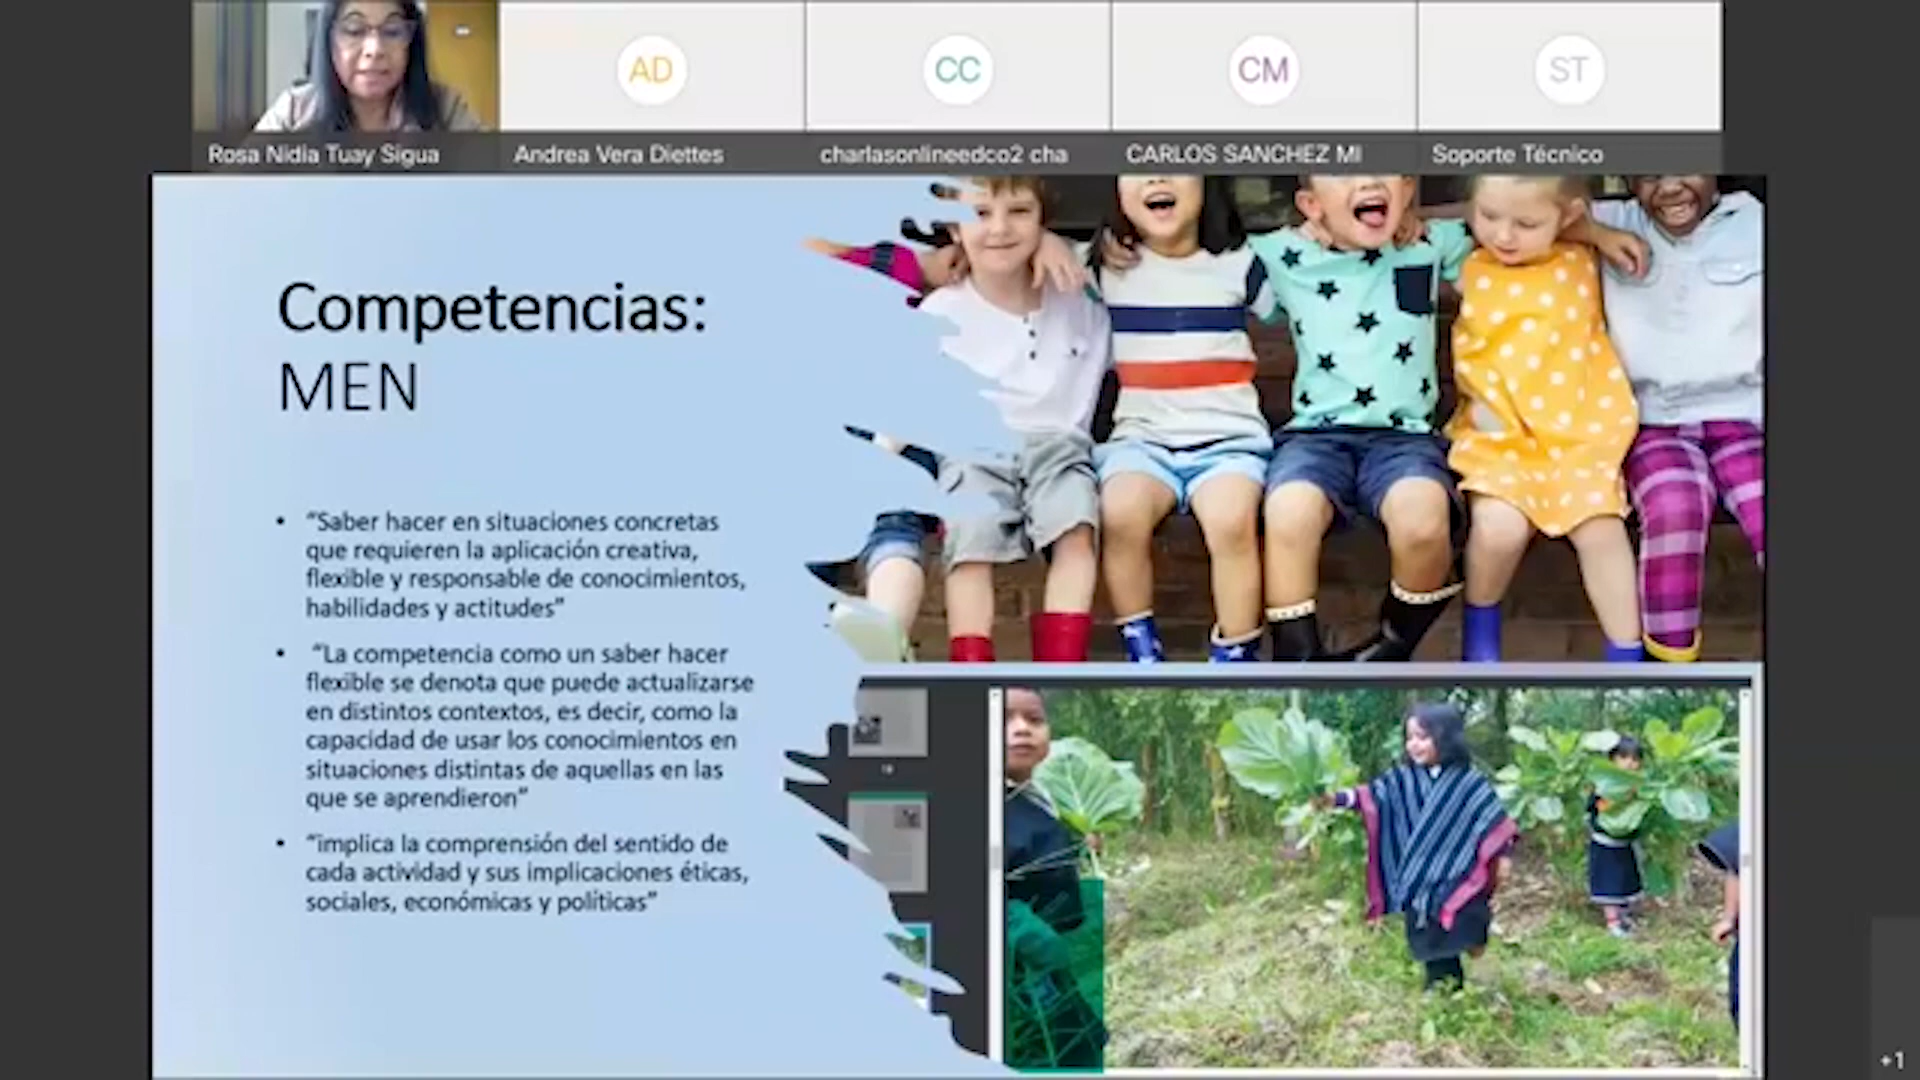 AD
CC
CM
ST
Rosa Nidia Tuay Sigua
Andrea Vera Diettes
charlasonlineedco2 cha
CARLOS SANCHEZ MI
Soporte Técnico
Competencias:
MEN
• “Saber hacer en situaciones concretas
que requieren la aplicación creativa,
flexible y responsable de conocimientos,
habilidades y actitudes”
• “La competencia como un saber hacer
flexible se denota que puede actualizarse
en distintos contextos, es decir, como la
capacidad de usar los conocimientos en
situaciones distintas de aquellas en las
que se aprendieron”
• “implica la comprensión del sentido de
cada actividad y sus implicaciones éticas,
sociales, económicas y políticas”
+1